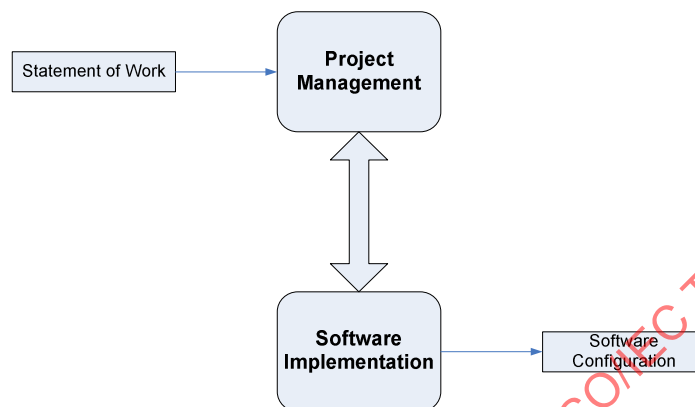 Project
Management
Statement of Work
Software
Implementation
Software
Configuration